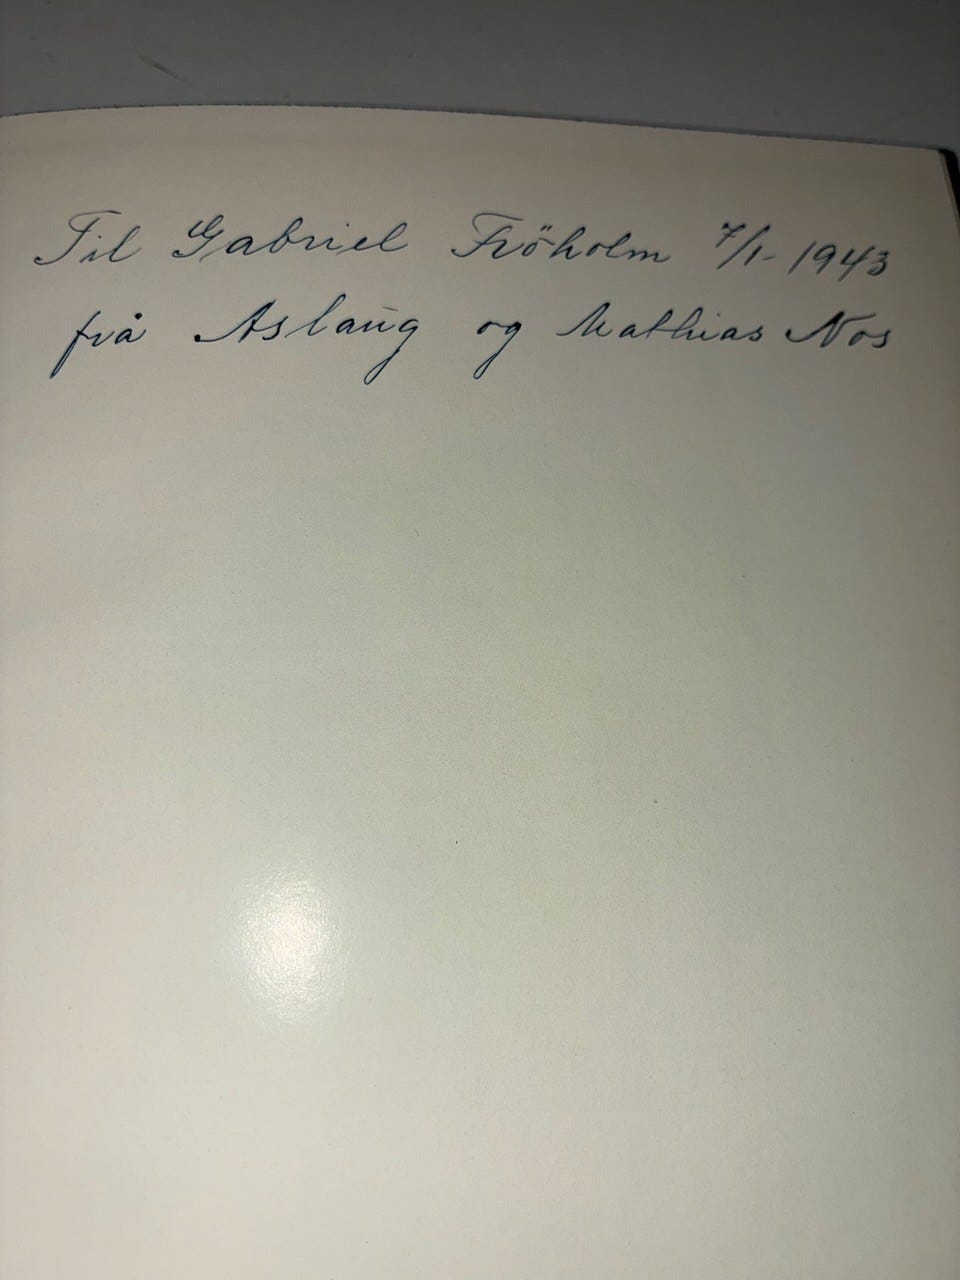 Til Gabriel Fröholm 7/1-1943
frå Aslaug og Mathias Nos